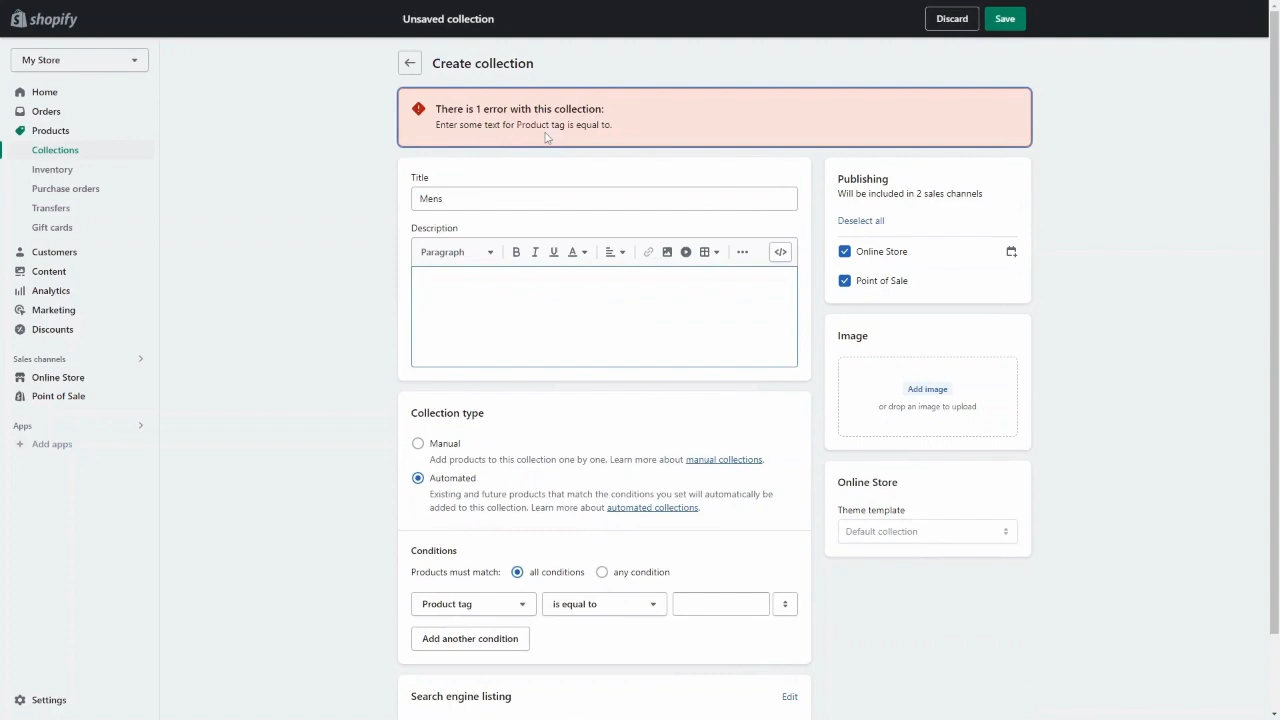 shopify
Unsaved collection
Discard
Save
My Store
Home
Orders
Products
Collections
Inventory
Purchase orders
Transfers
Gift cards
Customers
Content
Analytics
Marketing
Discounts
Sales channels
Online Store
Point of Sale
Apps
Add apps
Settings
Create collection
There is 1 error with this collection:
Enter some text for Product tag is equal to.
Title
Mens
Description
Paragraph
B I U A
</>
Collection type
Manual
Add products to this collection one by one. Learn more about manual collections.
Automated
Existing and future products that match the conditions you set will automatically be
added to this collection. Learn more about automated collections.
Conditions
Products must match: all conditions any condition
Product tag
is equal to
Add another condition
Search engine listing
Edit
Publishing
Will be included in 2 sales channels
Deselect all
Online Store
Point of Sale
Image
Add image
or drop an image to upload
Online Store
Theme template
Default collection